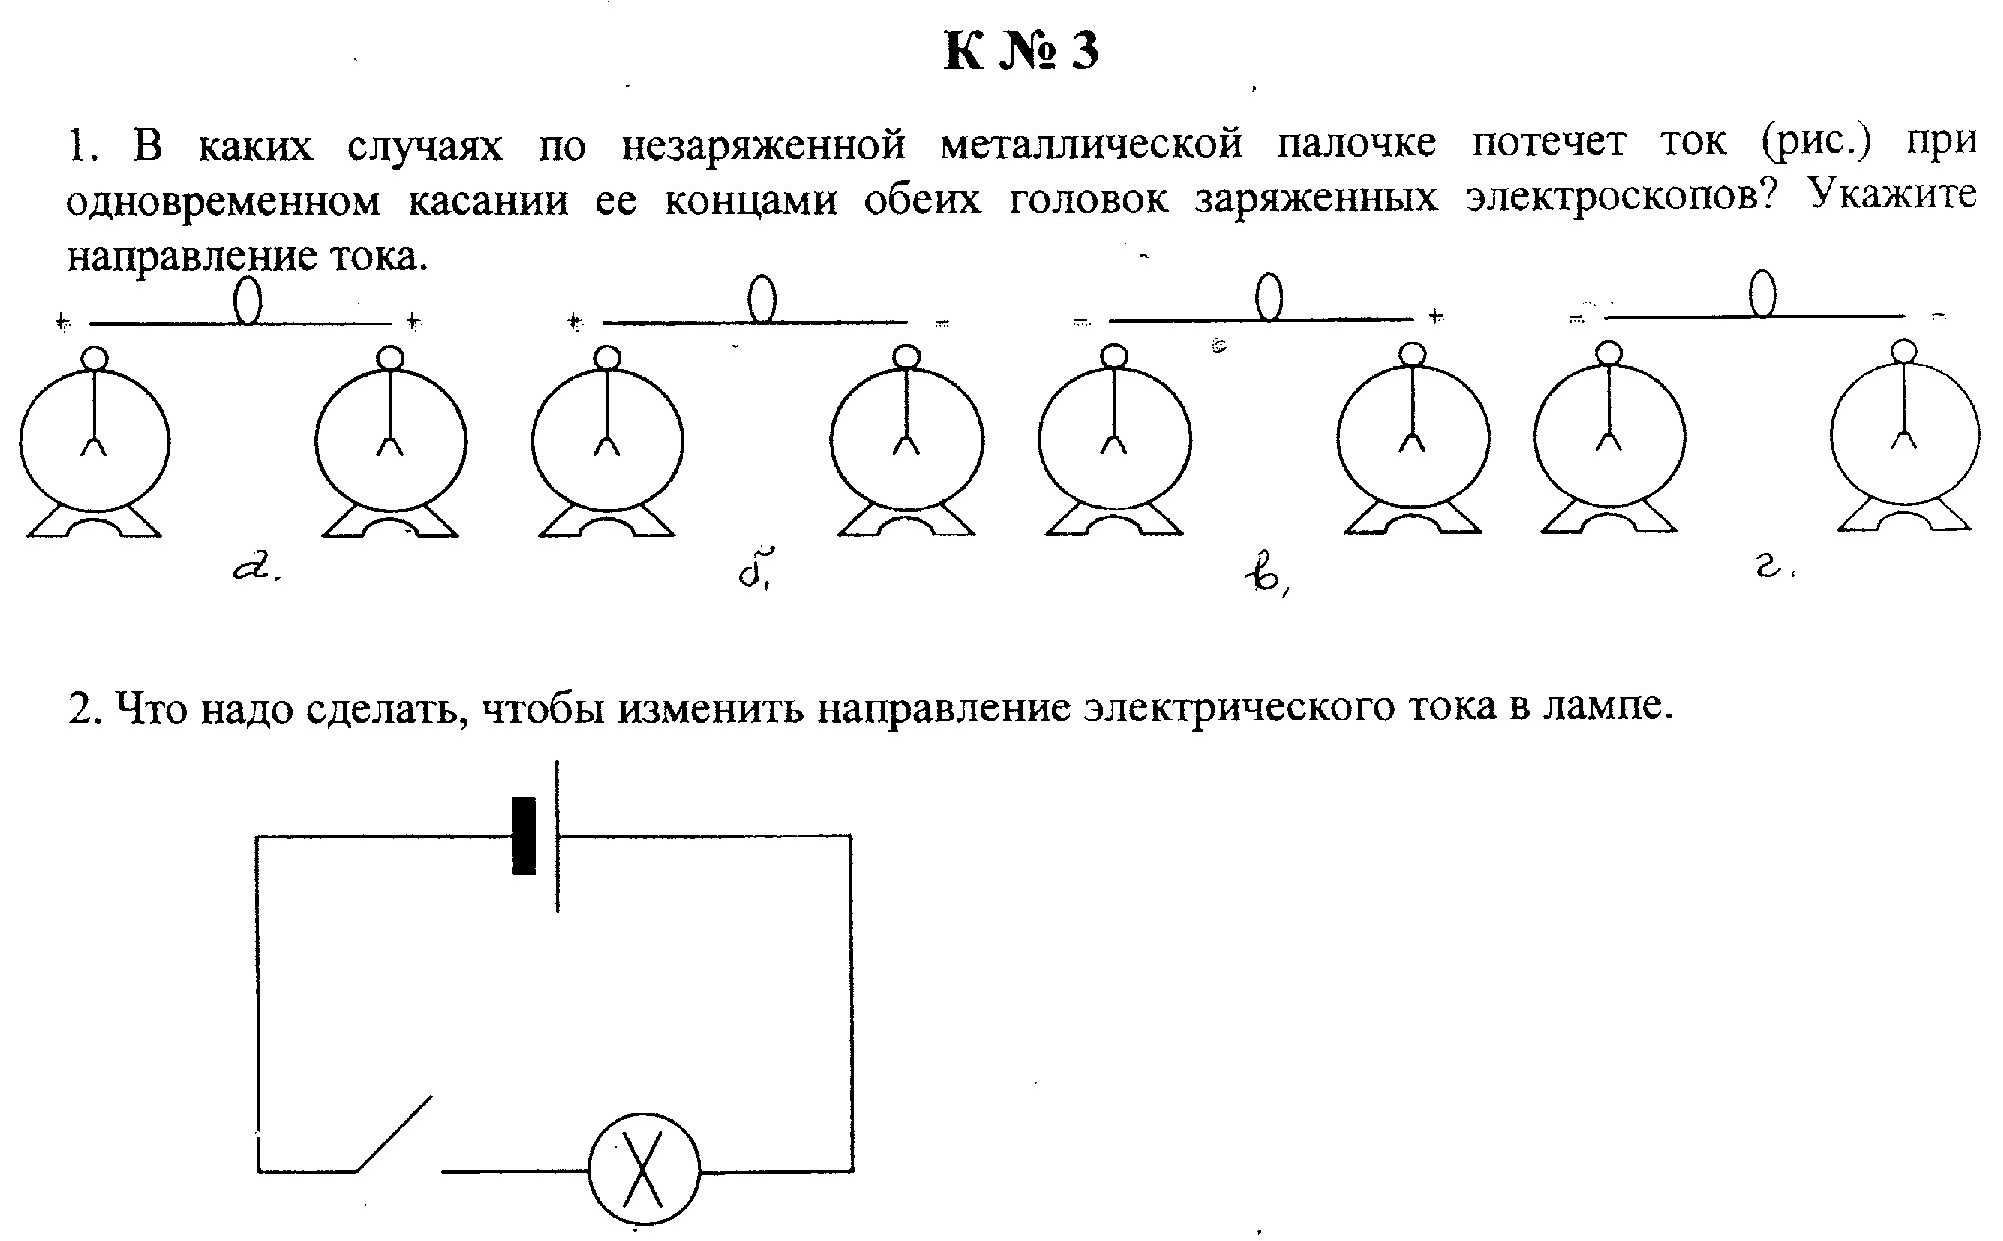 К № 3
1. В каких случаях по незаряженной металлической палочке потечет ток (рис.) при
одновременном касании ее концами обеих головок заряженных электроскопов? Укажите
направление тока.
+ + + - - + - -
а. б, в, г.
2. Что надо сделать, чтобы изменить направление электрического тока в лампе.